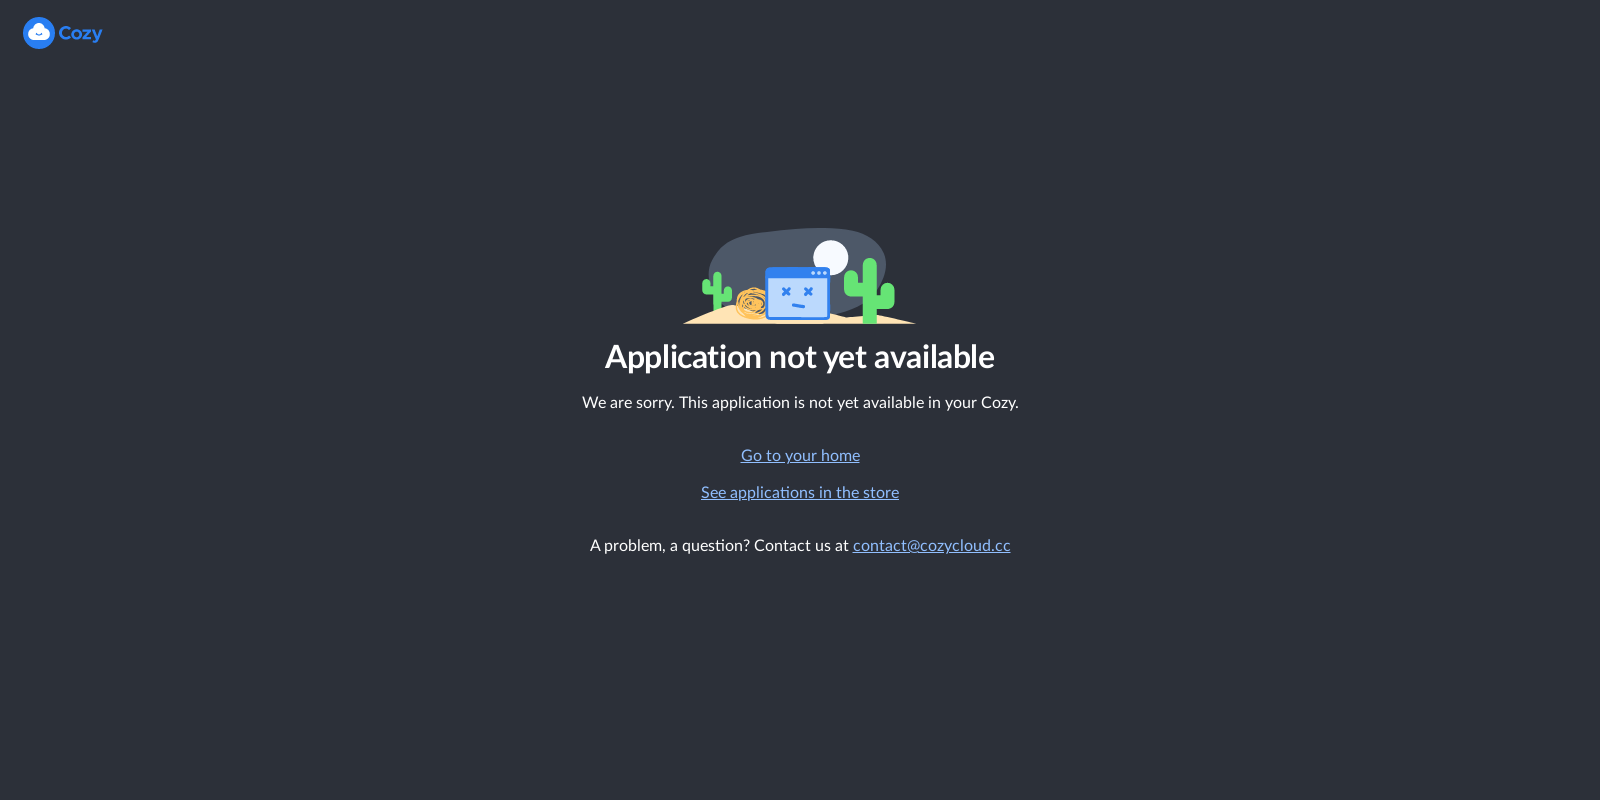 Cozy
Application not yet available
We are sorry. This application is not yet available in your Cozy.
Go to your home
See applications in the store
A problem, a question? Contact us at contact@cozycloud.cc